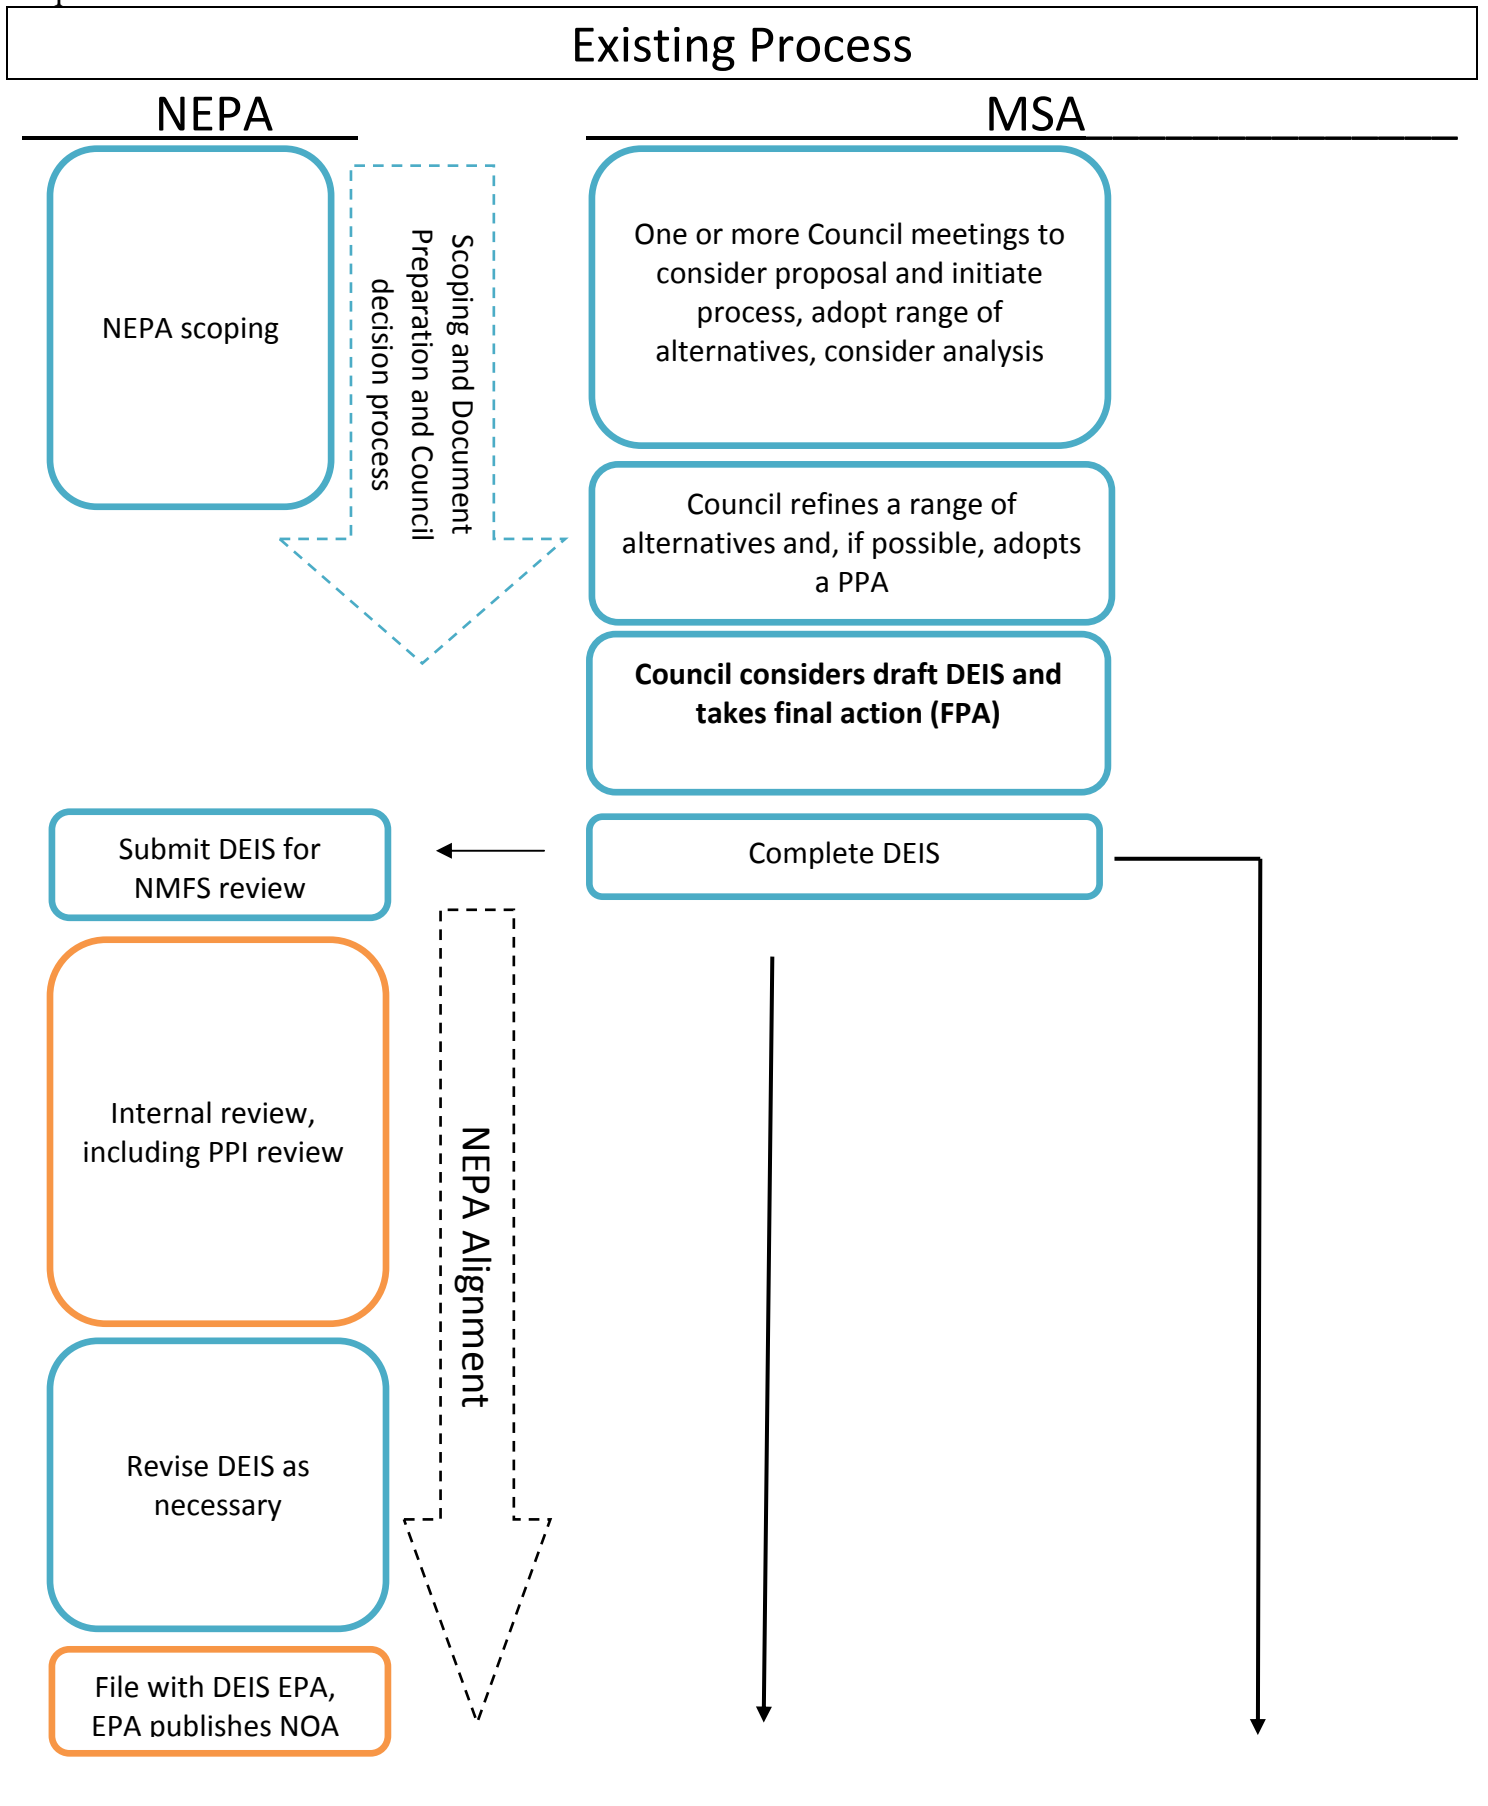 Existing Process
NEPA
MSA
NEPA scoping
Scoping and Document
Preparation and Council
decision process
One or more Council meetings to
consider proposal and initiate
process, adopt range of
alternatives, consider analysis
Council refines a range of
alternatives and, if possible, adopts
a PPA
Council considers draft DEIS and
takes final action (FPA)
Submit DEIS for
NMFS review
Complete DEIS
Internal review,
including PPI review
NEPA Alignment
Revise DEIS as
necessary
File with DEIS EPA,
EPA publishes NOA